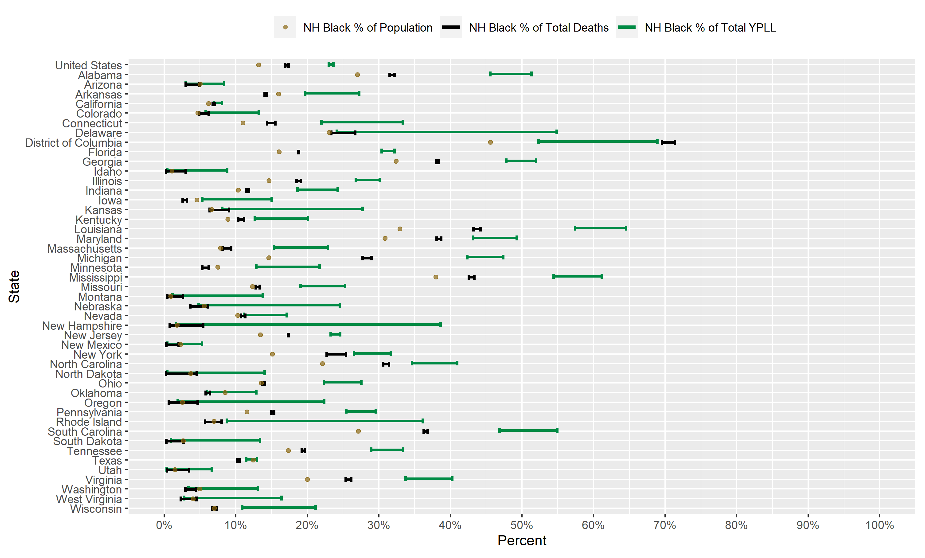 NH Black % of Population NH Black % of Total Deaths NH Black % of Total YPLL
United States
Alabama
Arizona
Arkansas
California
Colorado
Connecticut
Delaware
District of Columbia
Florida
Georgia
Idaho
Illinois
Indiana
Iowa
Kansas
Kentucky
Louisiana
Maryland
Massachusetts
Michigan
Minnesota
Mississippi
Missouri
Montana
Nebraska
Nevada
New Hampshire
New Jersey
New Mexico
New York
North Carolina
North Dakota
Ohio
Oklahoma
Oregon
Pennsylvania
Rhode Island
South Carolina
South Dakota
Tennessee
Texas
Utah
Virginia
Washington
West Virginia
Wisconsin
State
0% 10% 20% 30% 40% 50% 60% 70% 80% 90% 100%
Percent